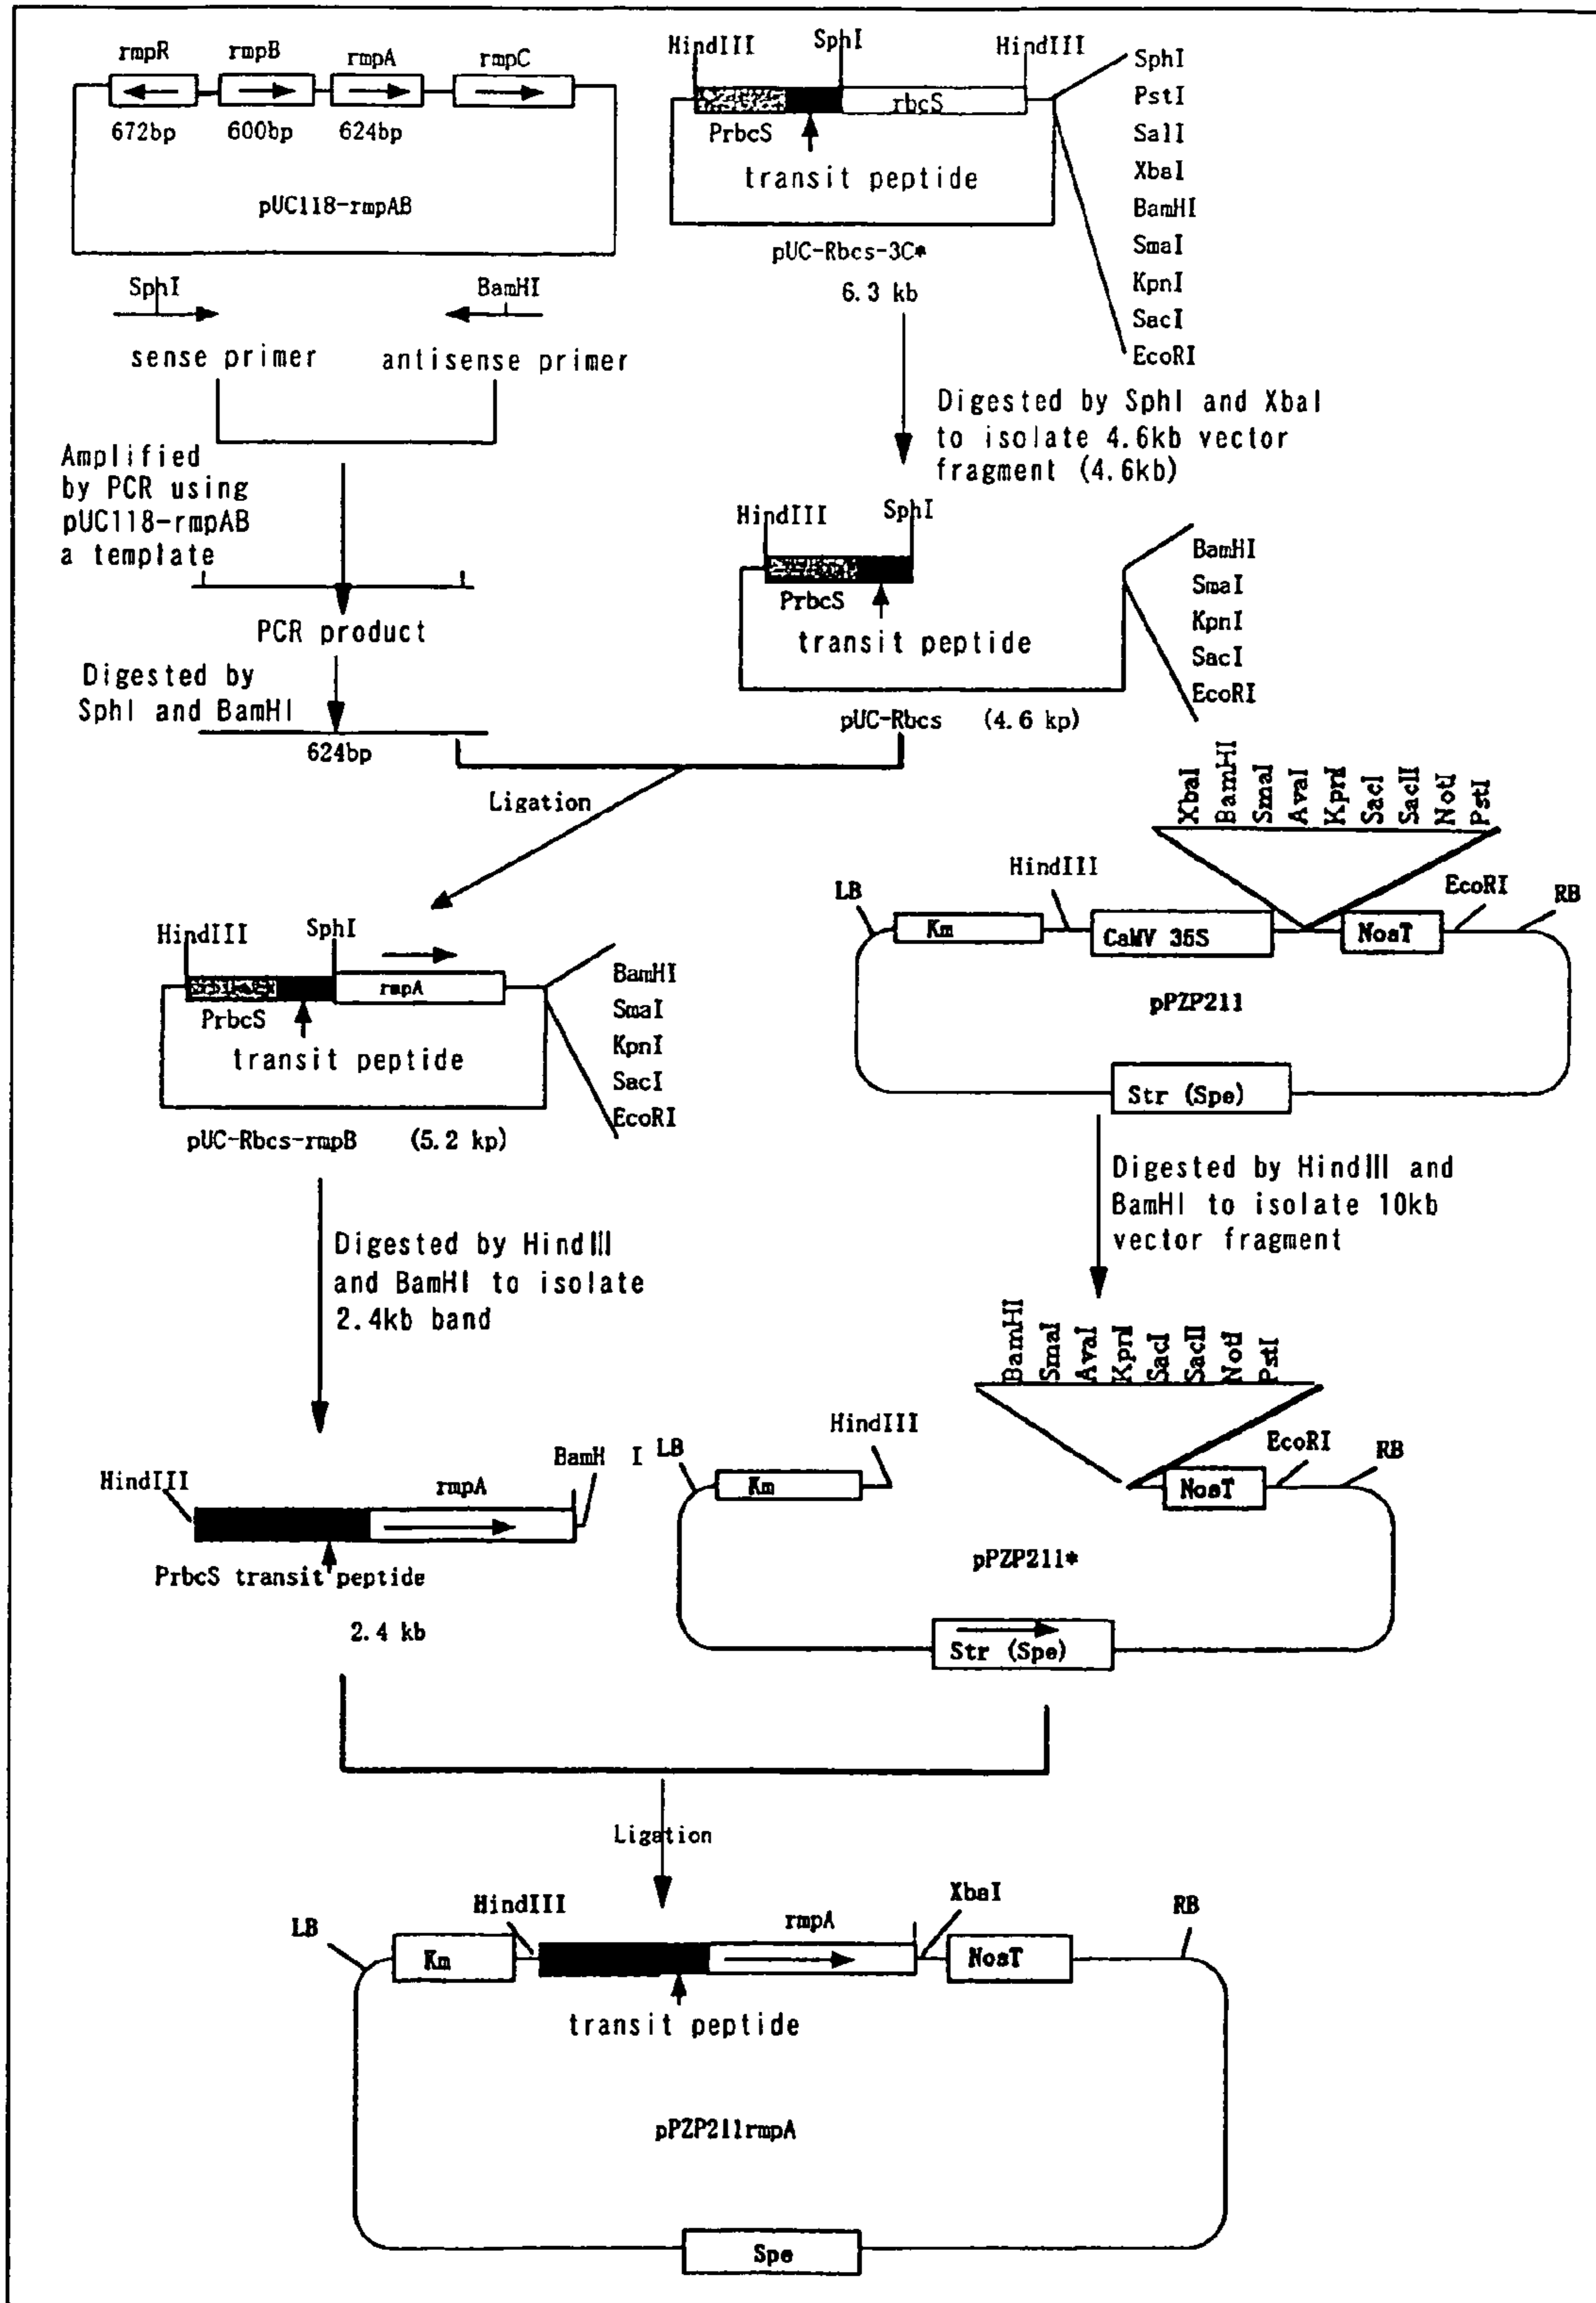 rmpR rmpB rmpA rmpC
672bp 600bp 624bp
pUC118-rmpAB
SphI BamHI
sense primer antisense primer
Amplified
by PCR using
pUC118-rmpAB
a template
PCR product
Digested by
SphI and BamHI
624bp
HindIII SphI HindIII
rbcS
PrbcS
transit peptide
pUC-Rbcs-3C*
6.3 kb
SphI
PstI
SalI
XbaI
BamHI
SmaI
KpnI
SacI
EcoRI
Digested by SphI and XbaI
to isolate 4.6kb vector
fragment (4.6kb)
HindIII SphI
PrbcS
transit peptide
pUC-Rbcs (4.6 kp)
BamHI
SmaI
KpnI
SacI
EcoRI
Ligation
HindIII SphI
rmpA
PrbcS
transit peptide
pUC-Rbcs-rmpB (5.2 kp)
BamHI
SmaI
KpnI
SacI
EcoRI
XbaI
BamHI
SmaI
AvaI
KpnI
SacI
SacII
NotI
PstI
LB HindIII EcoRI RB
Km CaMV 35S NosT
pPZP211
Str (Spe)
Digested by HindIII and
BamHI to isolate 10kb
vector fragment
Digested by HindIII
and BamHI to isolate
2.4kb band
HindIII rmpA BamH I
PrbcS transit peptide
2.4 kb
BamHI
SmaI
AvaI
KpnI
SacI
SacII
NotI
PstI
LB HindIII EcoRI RB
Km NosT
pPZP211*
Str (Spe)
Ligation
LB HindIII rmpA XbaI RB
Km NosT
transit peptide
pPZP211rmpA
Spe